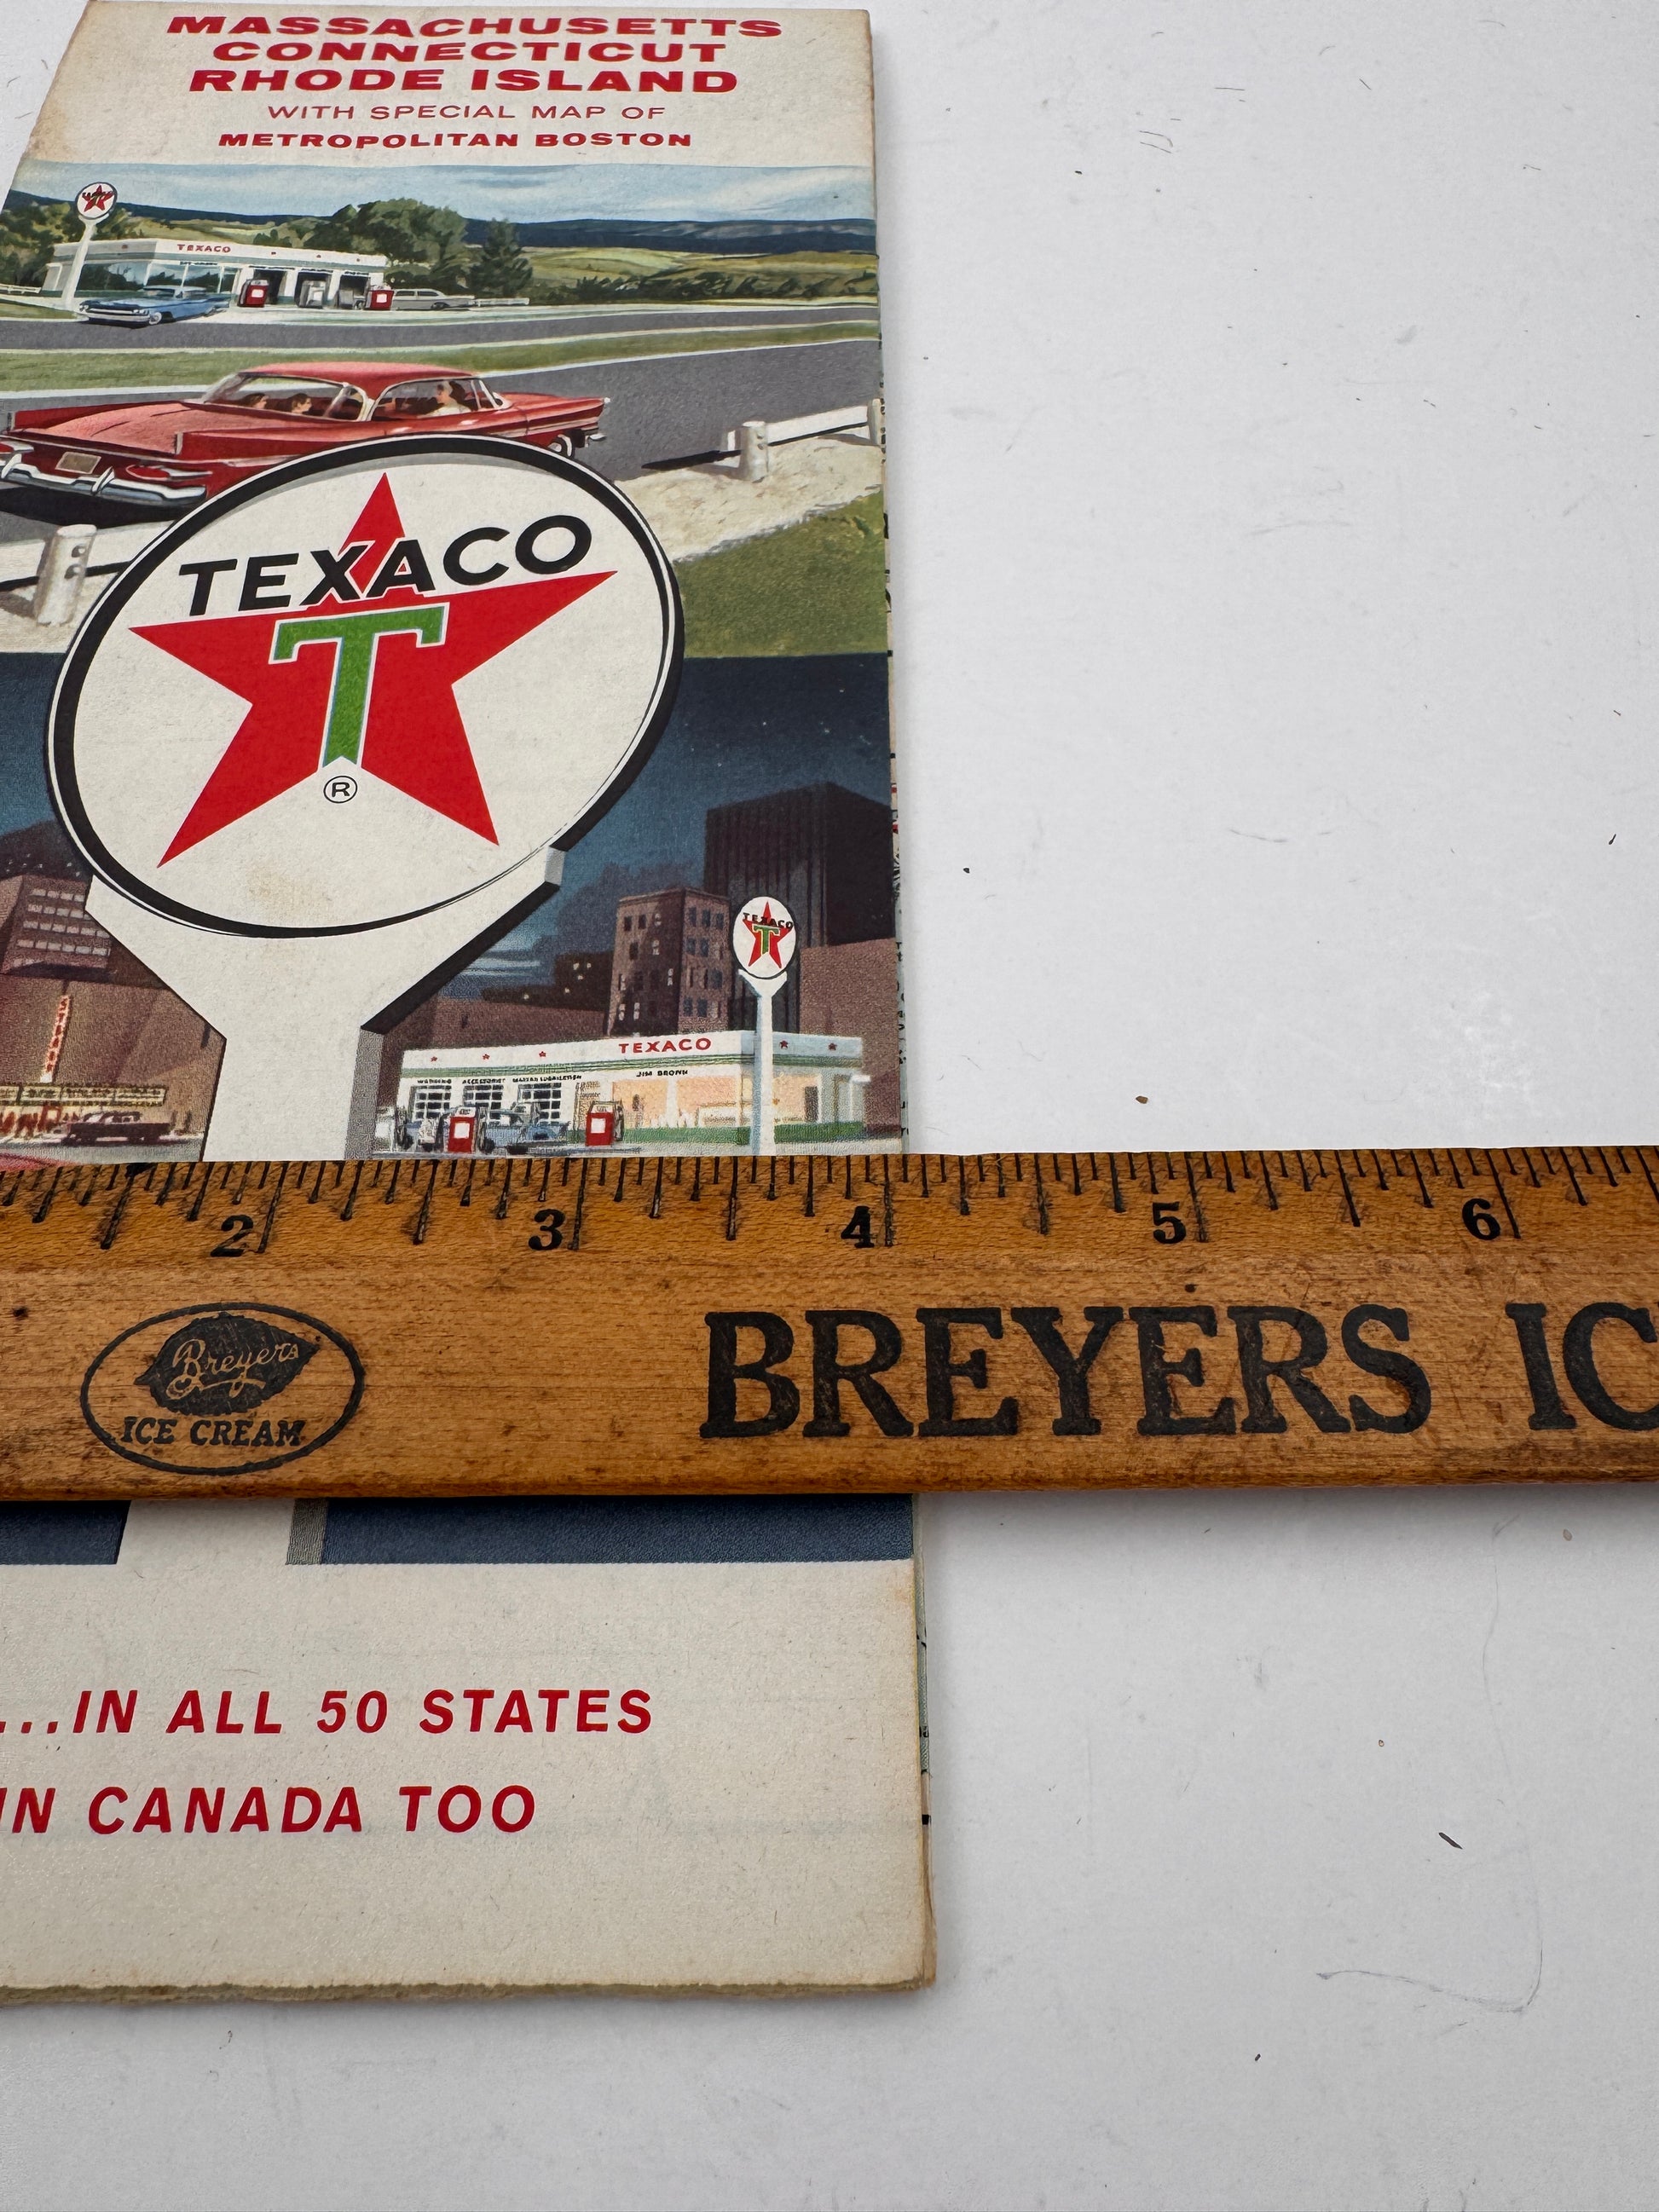 MASSACHUSETTS
CONNECTICUT
RHODE ISLAND
WITH SPECIAL MAP OF
METROPOLITAN BOSTON
TEXACO
TEXACO
T
®
TEXACO
T
TEXACO
JIM BROWN
2 3 4 5 6
Breyers
ICE CREAM
BREYERS IC
...IN ALL 50 STATES
IN CANADA TOO